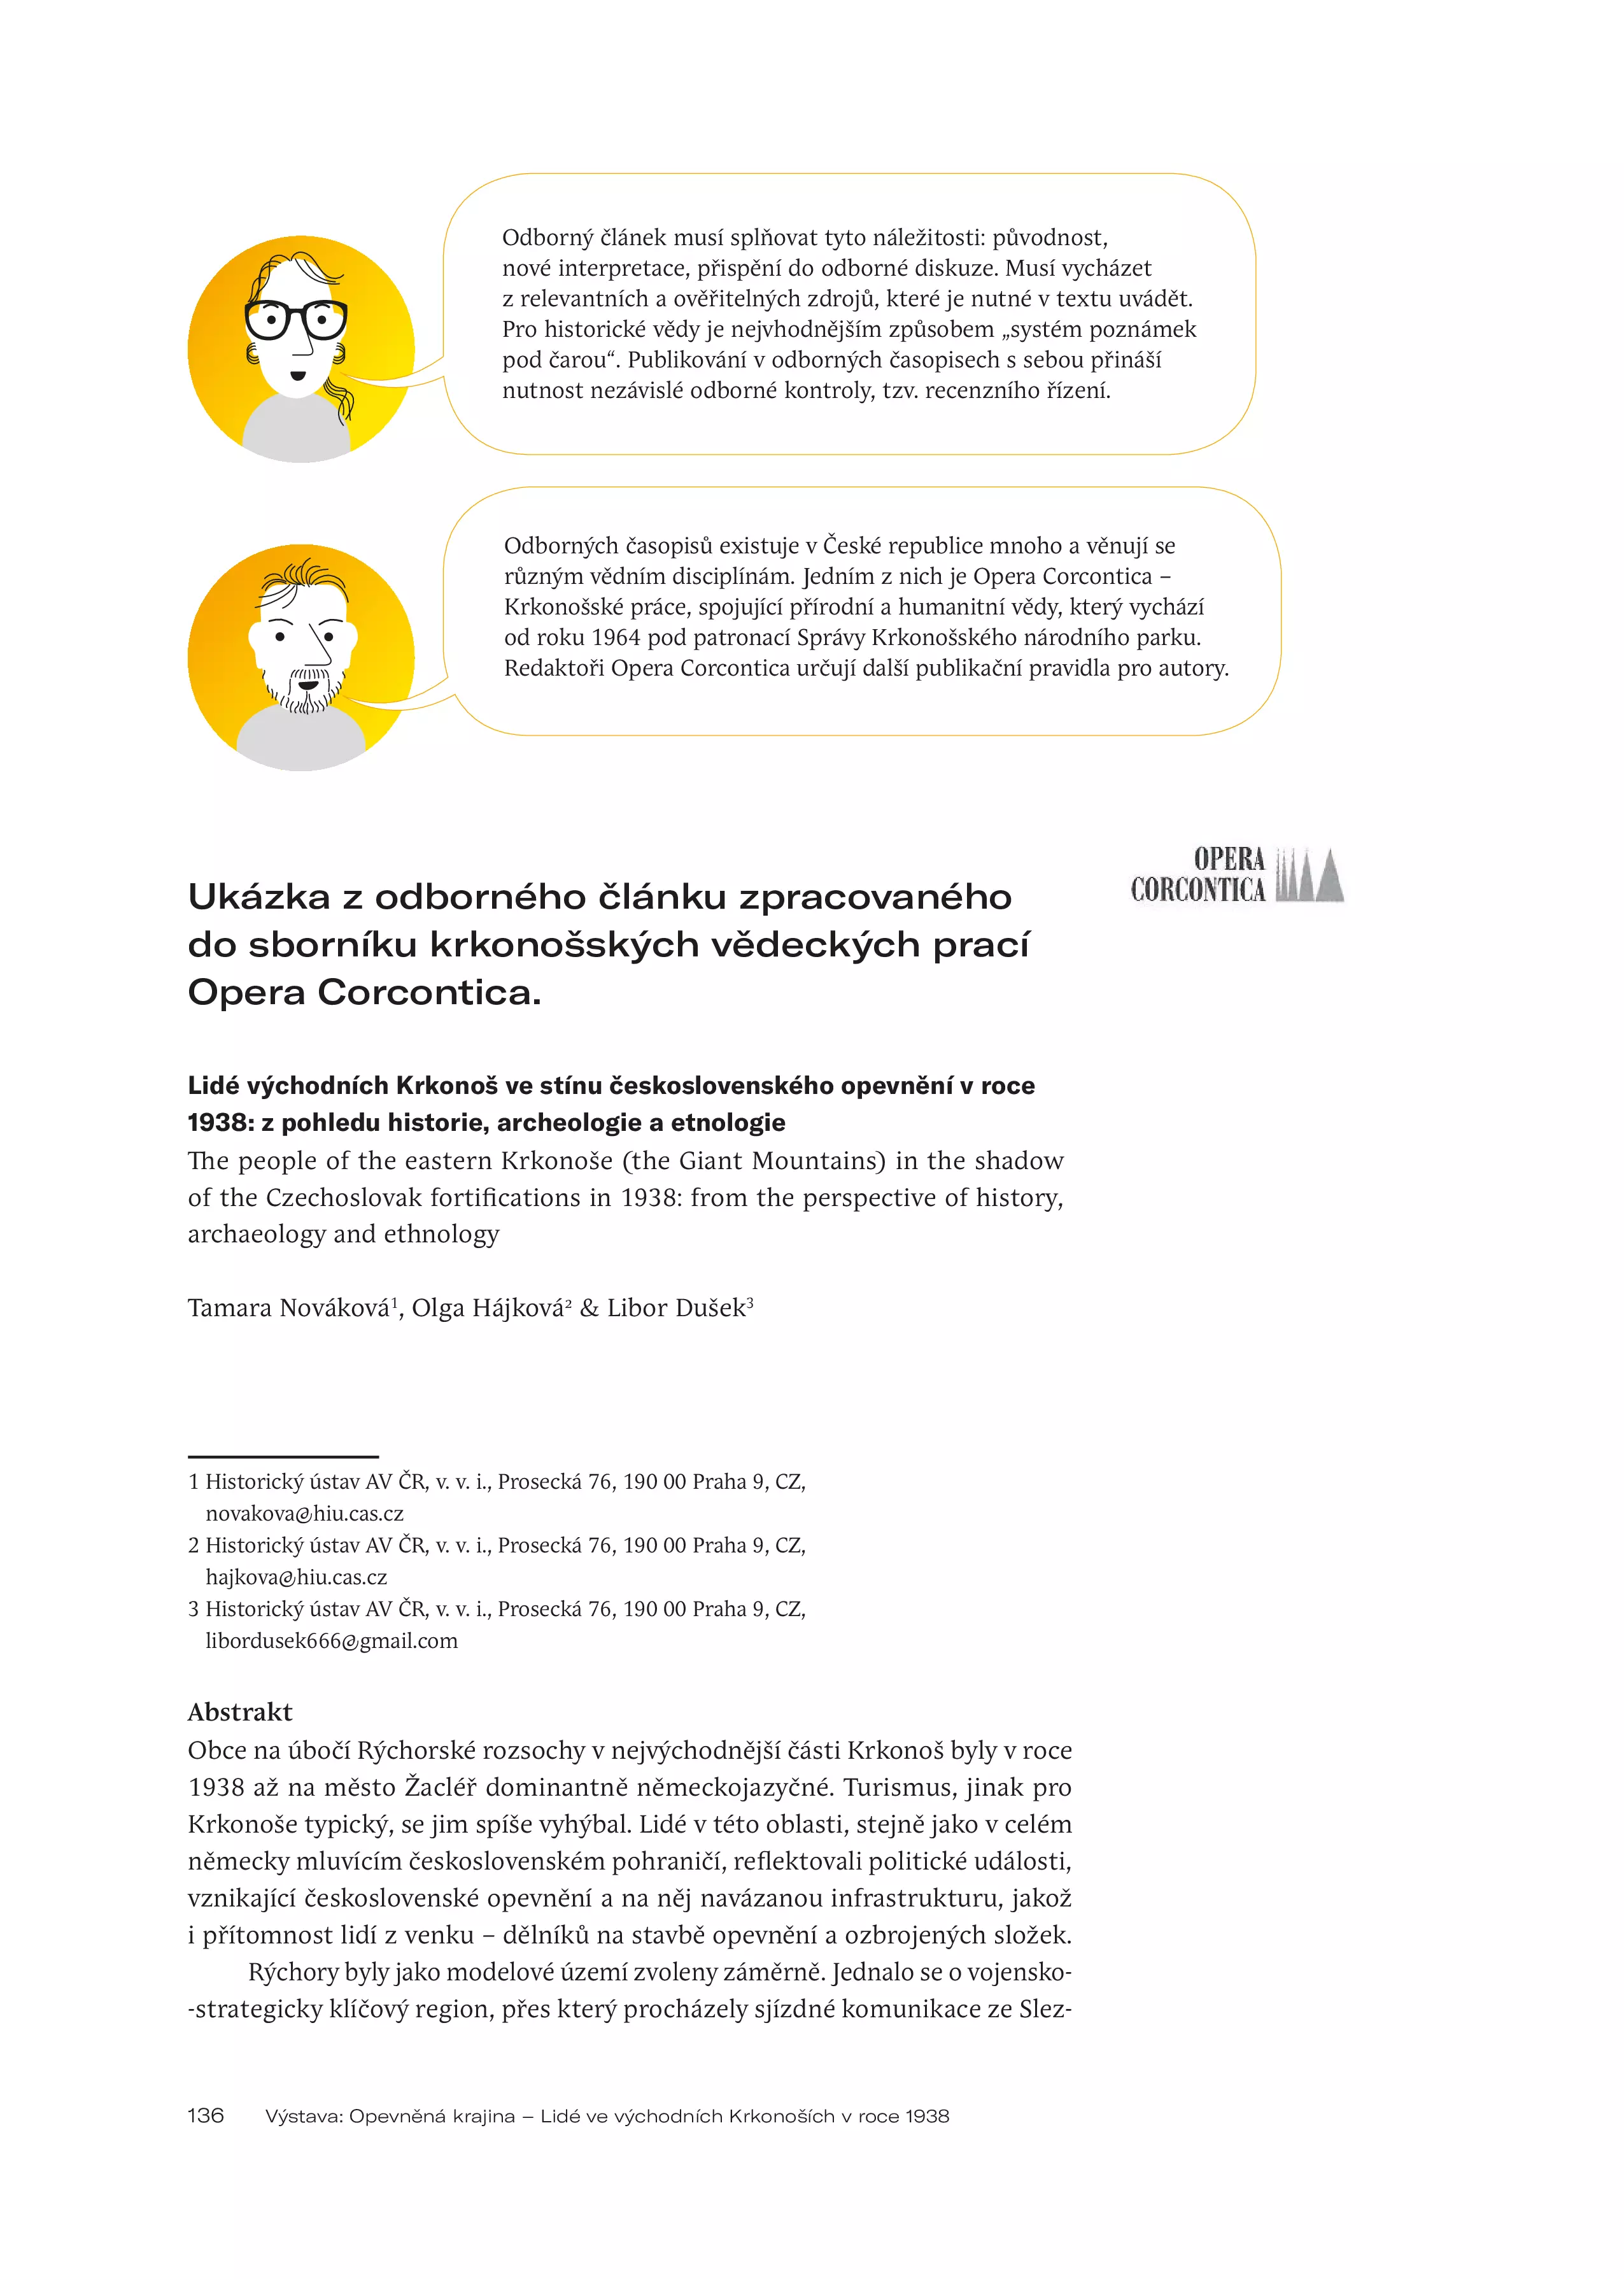 Odborný článek musí splňovat tyto náležitosti: původnost,
nové interpretace, přispění do odborné diskuze. Musí vycházet
z relevantních a ověřitelných zdrojů, které je nutné v textu uvádět.
Pro historické vědy je nejvhodnějším způsobem „systém poznámek
pod čarou“. Publikování v odborných časopisech s sebou přináší
nutnost nezávislé odborné kontroly, tzv. recenzního řízení.
Odborných časopisů existuje v České republice mnoho a věnují se
různým vědním disciplínám. Jedním z nich je Opera Corcontica –
Krkonošské práce, spojující přírodní a humanitní vědy, který vychází
od roku 1964 pod patronací Správy Krkonošského národního parku.
Redaktoři Opera Corcontica určují další publikační pravidla pro autory.
OPERA
CORCONTICA
Ukázka z odborného článku zpracovaného
do sborníku krkonošských vědeckých prací
Opera Corcontica.
Lidé východních Krkonoš ve stínu československého opevnění v roce
1938: z pohledu historie, archeologie a etnologie
The people of the eastern Krkonoše (the Giant Mountains) in the shadow
of the Czechoslovak fortifications in 1938: from the perspective of history,
archaeology and ethnology
Tamara Nováková¹, Olga Hájková² & Libor Dušek³
1 Historický ústav AV ČR, v. v. i., Prosecká 76, 190 00 Praha 9, CZ,
novakova@hiu.cas.cz
2 Historický ústav AV ČR, v. v. i., Prosecká 76, 190 00 Praha 9, CZ,
hajkova@hiu.cas.cz
3 Historický ústav AV ČR, v. v. i., Prosecká 76, 190 00 Praha 9, CZ,
libordusek666@gmail.com
Abstrakt
Obce na úbočí Rýchorské rozsochy v nejvýchodnější části Krkonoš byly v roce
1938 až na město Žacléř dominantně německojazyčné. Turismus, jinak pro
Krkonoše typický, se jim spíše vyhýbal. Lidé v této oblasti, stejně jako v celém
německy mluvícím československém pohraničí, reflektovali politické události,
vznikající československé opevnění a na něj navázanou infrastrukturu, jakož
i přítomnost lidí z venku – dělníků na stavbě opevnění a ozbrojených složek.
Rýchory byly jako modelové území zvoleny záměrně. Jednalo se o vojensko-
-strategicky klíčový region, přes který procházely sjízdné komunikace ze Slez-
136 Výstava: Opevněná krajina – Lidé ve východních Krkonoších v roce 1938